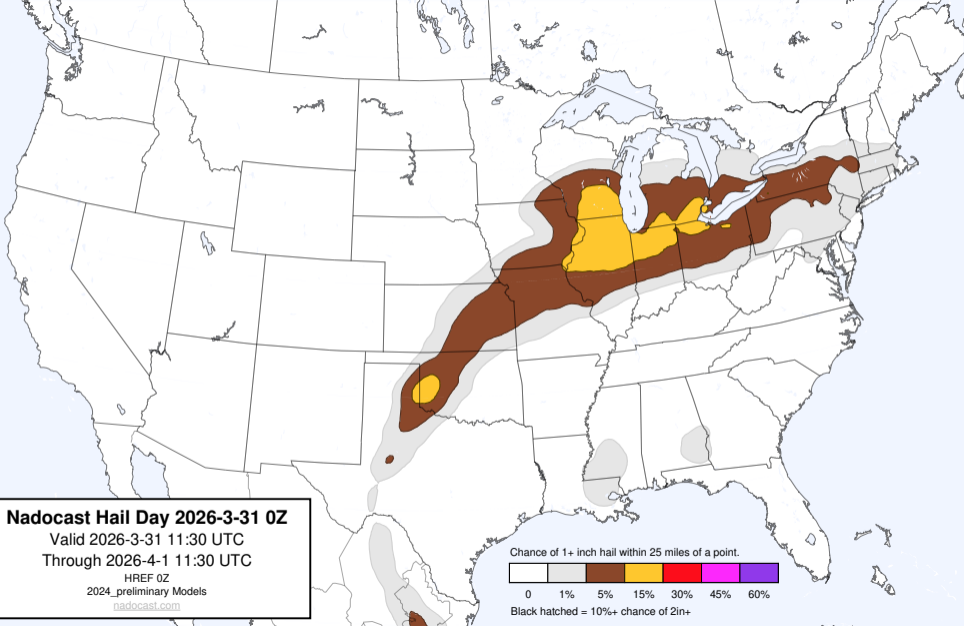 Nadocast Hail Day 2026-3-31 0Z
Valid 2026-3-31 11:30 UTC
Through 2026-4-1 11:30 UTC
HREF 0Z
2024_preliminary Models
nadocast.com
Chance of 1+ inch hail within 25 miles of a point.
0 1% 5% 15% 30% 45% 60%
Black hatched = 10%+ chance of 2in+